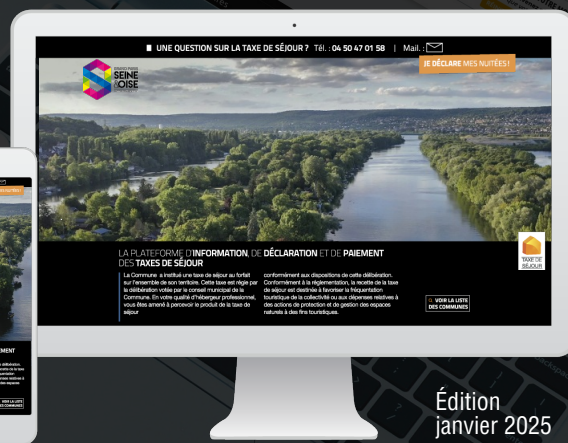 UNE QUESTION SUR LA TAXE DE SÉJOUR ? Tél. : 04 50 47 01 58 | Mail. :
JE DÉCLARE MES NUITÉES !
GRAND PARIS
SEINE
&OISE
TAXE DE
SÉJOUR
LA PLATEFORME D'INFORMATION, DE DÉCLARATION ET DE PAIEMENT
DES TAXES DE SÉJOUR
La Commune a institué une taxe de séjour au forfait
sur l'ensemble de son territoire. Cette taxe est régie par
la délibération votée par le conseil municipal de la
Commune. En votre qualité d'hébergeur professionnel,
vous êtes amené à percevoir le produit de la taxe de
séjour
conformément aux dispositions de cette délibération.
Conformément à la réglementation, la recette de la taxe
de séjour est destinée à favoriser la fréquentation
touristique de la collectivité ou aux dépenses relatives à
des actions de protection et de gestion des espaces
naturels à des fins touristiques.
VOIR LA LISTE
DES COMMUNES
Édition
janvier 2025